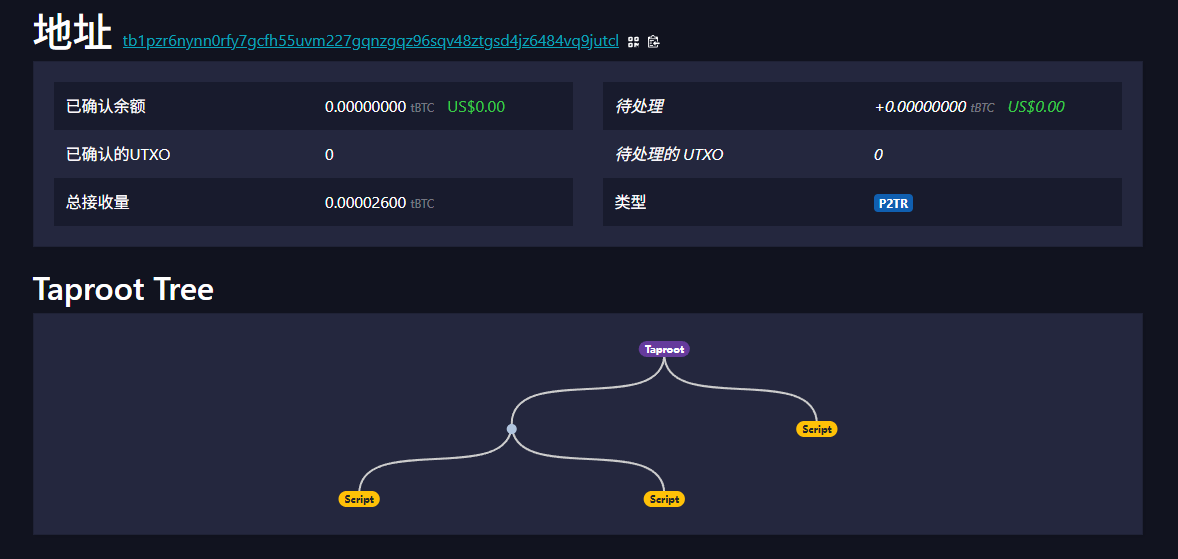 地址 tb1pzr6nynn0rfy7gcfh55uvm227gqnzgqz96sqv48ztgsd4jz6484vq9jutcl
已确认余额 0.00000000 tBTC US$0.00
待处理 +0.00000000 tBTC US$0.00
已确认的UTXO 0
待处理的 UTXO 0
总接收量 0.00002600 tBTC
类型 P2TR
Taproot Tree
Taproot
Script
Script
Script